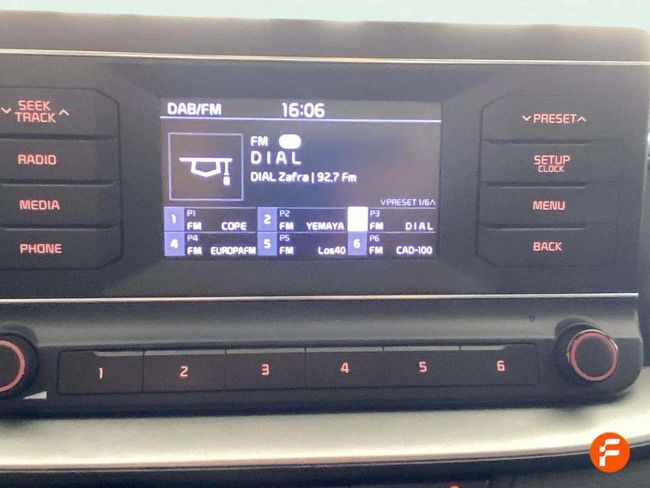 SEEK
TRACK
RADIO
MEDIA
PHONE
DAB/FM 16:06
FM
DIAL
DIAL Zafra | 92.7 Fm
PRESET 1/6
1 P1 FM COPE 2 P2 FM YEMAYA P3 FM DIAL
4 P4 FM EUROPAFM 5 P5 FM Los40 6 P6 FM CAD-100
PRESET
SETUP
CLOCK
MENU
BACK
1 2 3 4 5 6